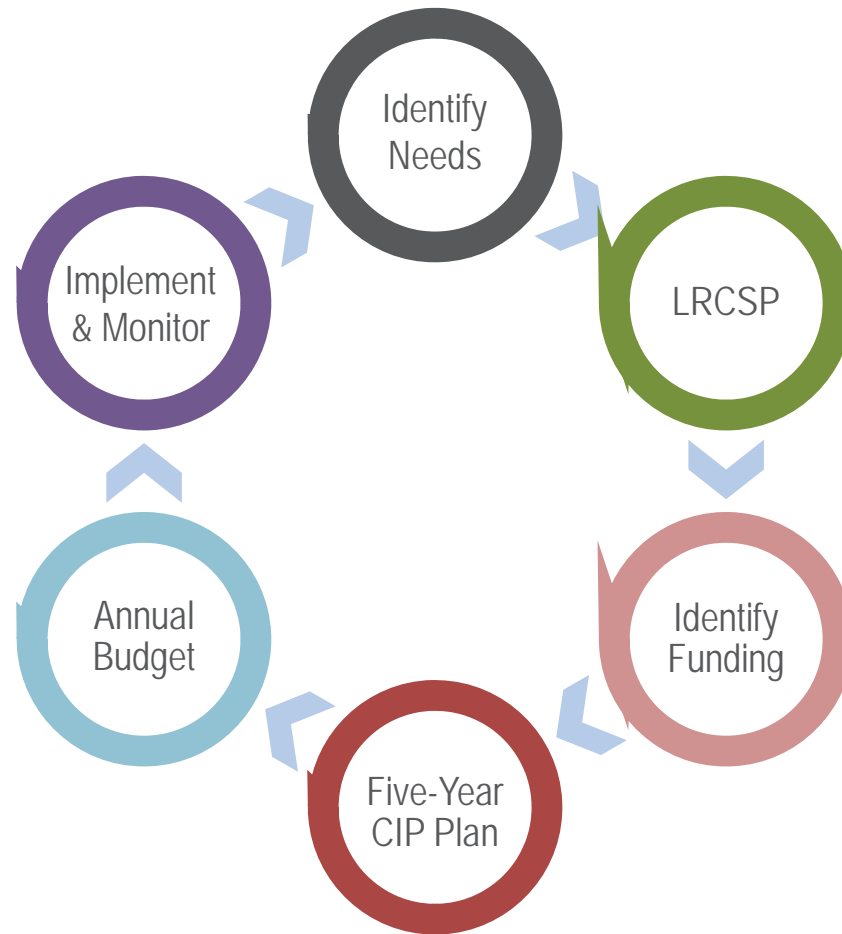 Identify
Needs
LRCSP
Identify
Funding
Five-Year
CIP Plan
Annual
Budget
Implement
& Monitor